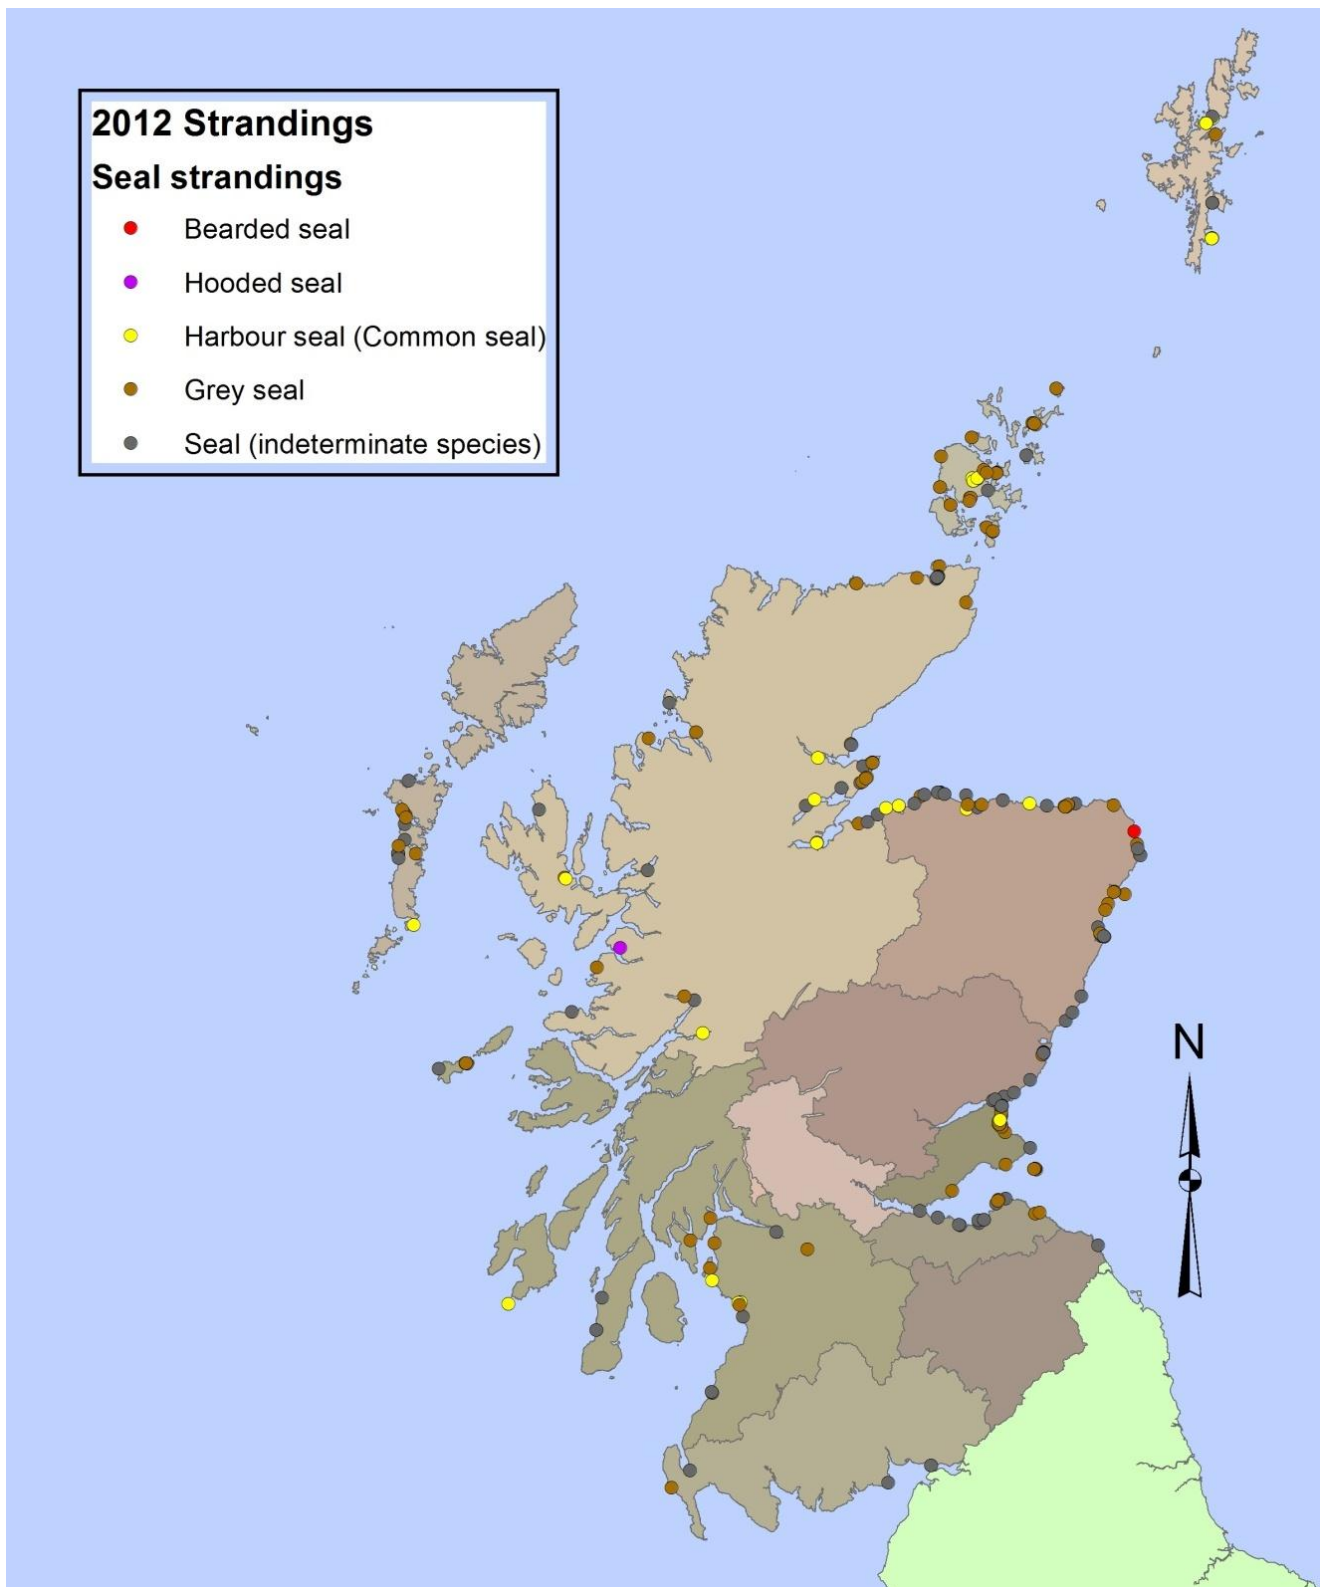 2012 Strandings
Seal strandings
Bearded seal
Hooded seal
Harbour seal (Common seal)
Grey seal
Seal (indeterminate species)
N